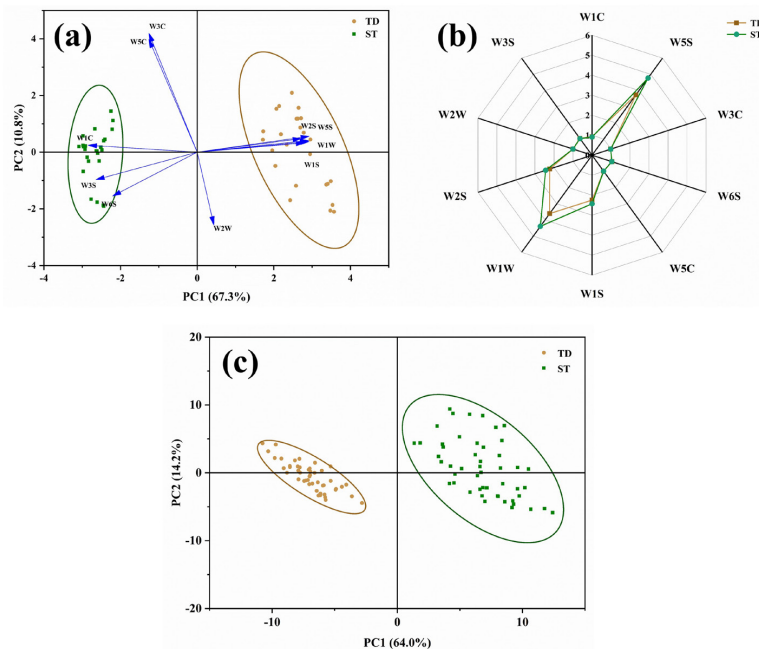 (a)
TD
ST
W3C
W5C
W1C
W3S
W6S
W2W
W2S
W5S
W1W
W1S
4
2
0
-2
-4
-4
-2
0
2
4
PC2 (10.8%)
PC1 (67.3%)
(b)
TD
ST
W1C
W5S
W3C
W6S
W5C
W1S
W1W
W2S
W2W
W3S
6
5
4
3
2
1
(c)
TD
ST
20
10
0
-10
-20
-10
0
10
PC2 (14.2%)
PC1 (64.0%)